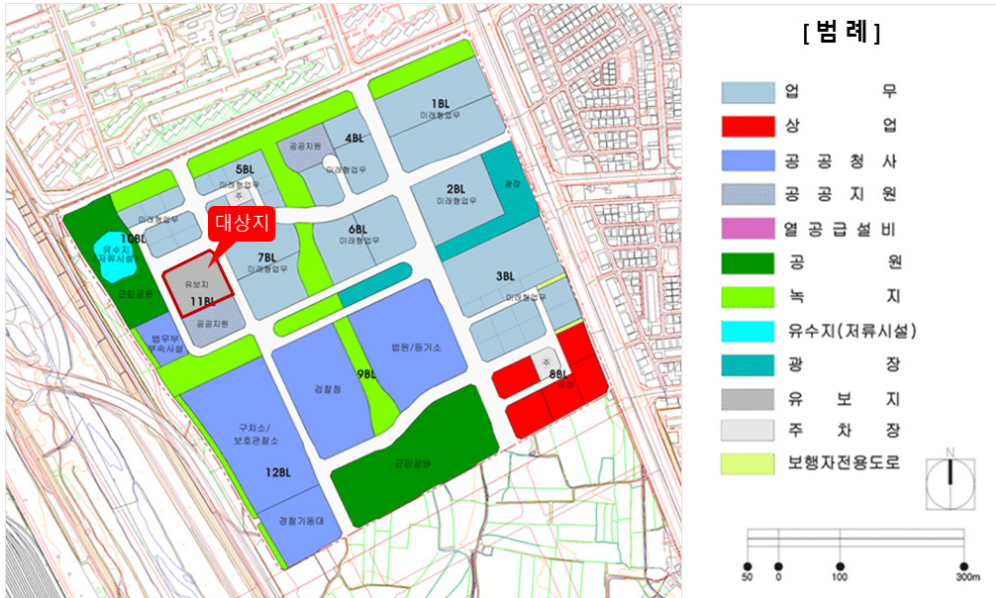 [ 범 례 ]
업 무
상 업
공 공 청 사
공 공 지 원
열 공 급 설 비
공 원
녹 지
유수지(저류시설)
광 장
유 보 지
주 차 장
보행자전용도로
N
50 0 100 300m
1BL
미래형업무
4BL
공공지원
미래형업무
5BL
미래형업무
주
2BL
미래형업무
광장
미래형업무
대상지
10BL
유수지
(저류시설)
근린공원
6BL
미래형업무
7BL
미래형업무
유보지
11BL
공공지원
3BL
미래형업무
법무부
부속시설
법원/등기소
검찰청
9BL
주
8BL
구치소/
보호관찰소
12BL
근린공원
경찰기동대